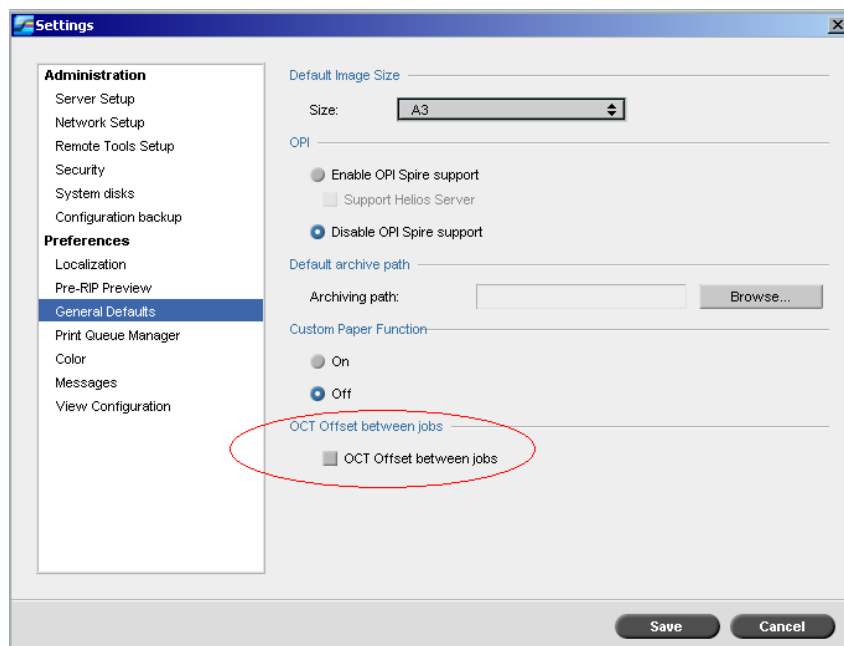 Settings
Administration
Server Setup
Network Setup
Remote Tools Setup
Security
System disks
Configuration backup
Preferences
Localization
Pre-RIP Preview
General Defaults
Print Queue Manager
Color
Messages
View Configuration
Default Image Size
Size: A3
OPI
Enable OPI Spire support
Support Helios Server
Disable OPI Spire support
Default archive path
Archiving path: Browse...
Custom Paper Function
On
Off
OCT Offset between jobs
OCT Offset between jobs
Save Cancel